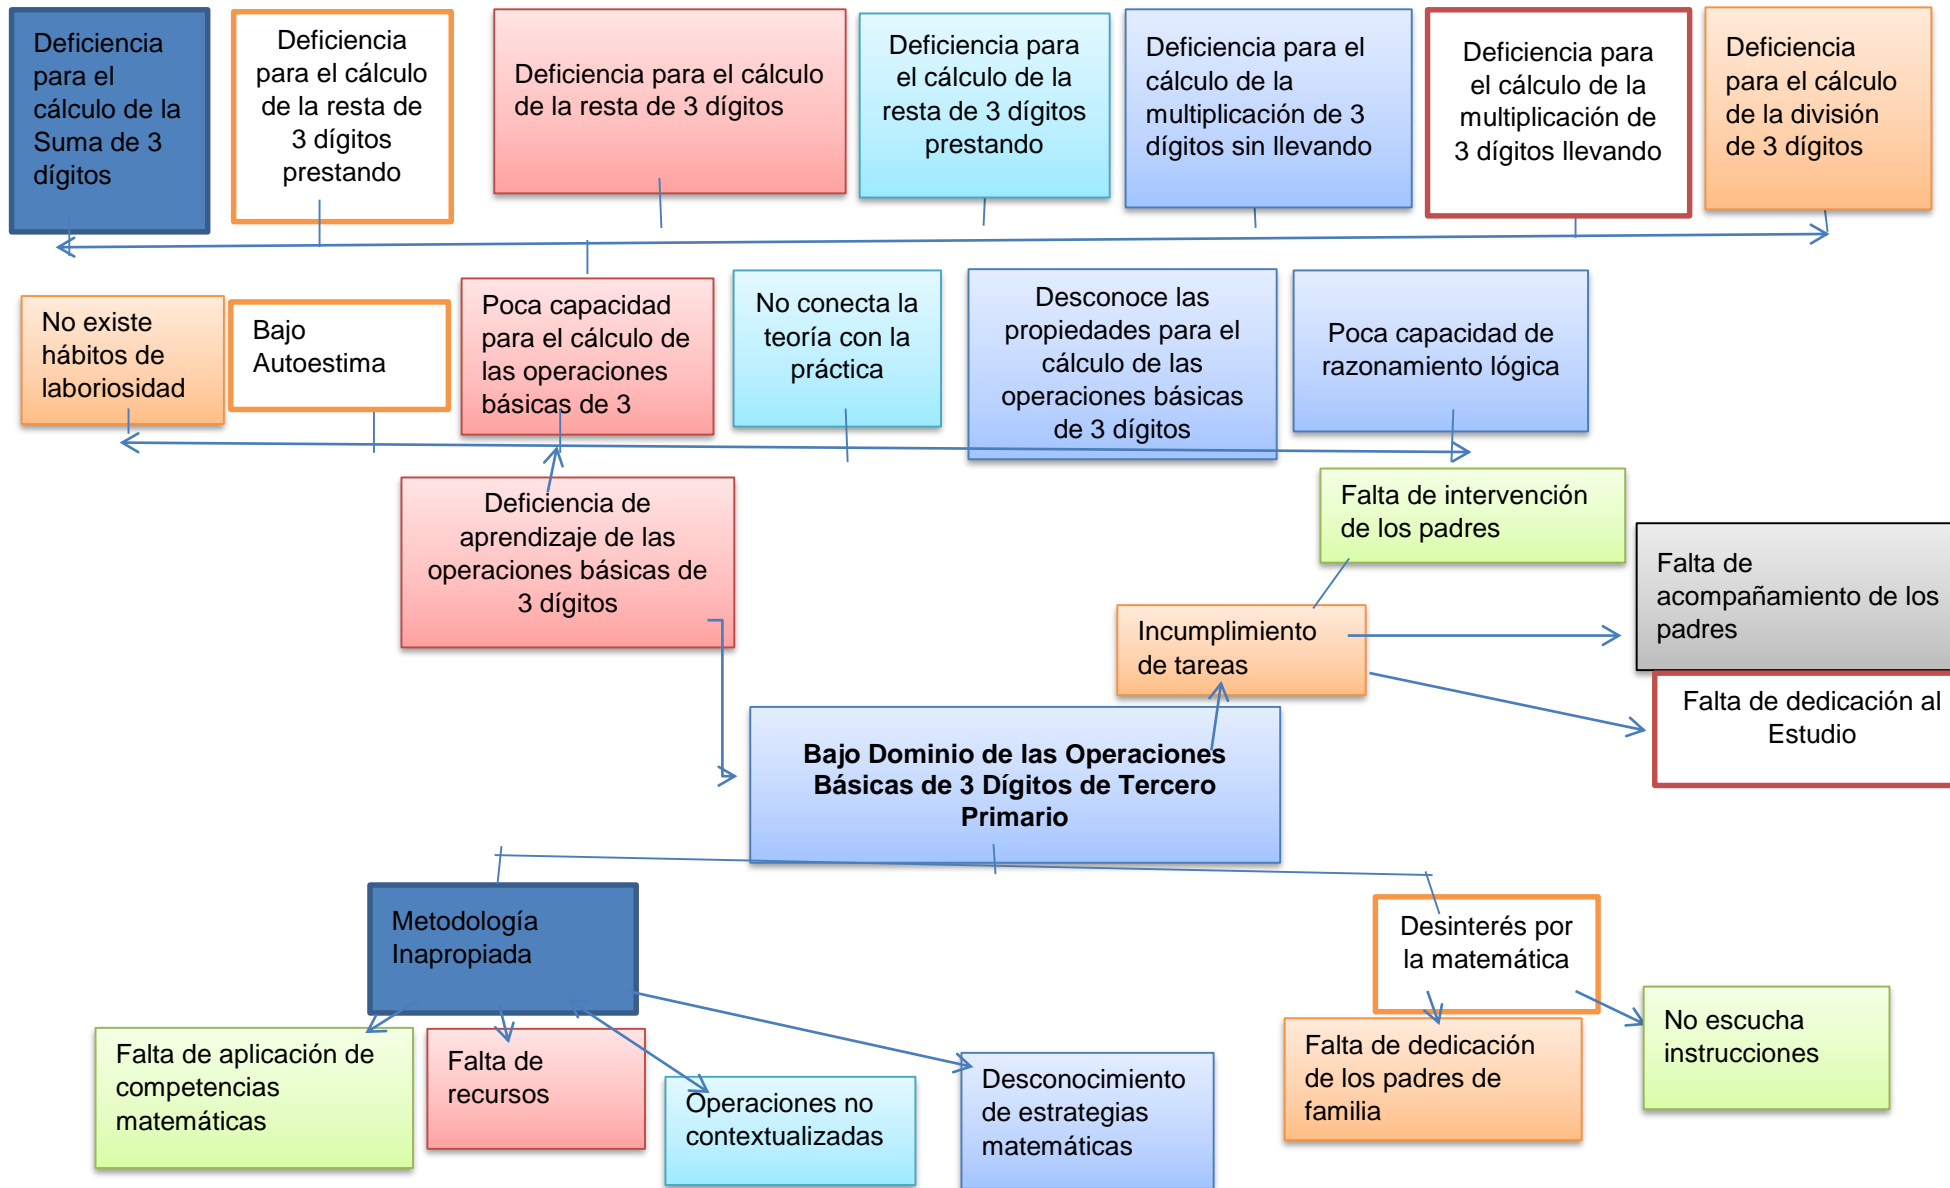 Deficiencia
para el
cálculo de la
Suma de 3
dígitos
Deficiencia
para el cálculo
de la resta de
3 dígitos
prestando
Deficiencia para el cálculo
de la resta de 3 dígitos
Deficiencia para
el cálculo de la
resta de 3 dígitos
prestando
Deficiencia para el
cálculo de la
multiplicación de 3
dígitos sin llevando
Deficiencia para
el cálculo de la
multiplicación de
3 dígitos llevando
Deficiencia
para el cálculo
de la división
de 3 dígitos
No existe
hábitos de
laboriosidad
Bajo
Autoestima
Poca capacidad
para el cálculo de
las operaciones
básicas de 3
No conecta la
teoría con la
práctica
Desconoce las
propiedades para el
cálculo de las
operaciones básicas
de 3 dígitos
Poca capacidad de
razonamiento lógica
Deficiencia de
aprendizaje de las
operaciones básicas de
3 dígitos
Falta de intervención
de los padres
Falta de
acompañamiento de los
padres
Incumplimiento
de tareas
Falta de dedicación al
Estudio
Bajo Dominio de las Operaciones
Básicas de 3 Dígitos de Tercero
Primario
Metodología
Inapropiada
Desinterés por
la matemática
Falta de aplicación de
competencias
matemáticas
Falta de
recursos
Operaciones no
contextualizadas
Desconocimiento
de estrategias
matemáticas
Falta de dedicación
de los padres de
familia
No escucha
instrucciones